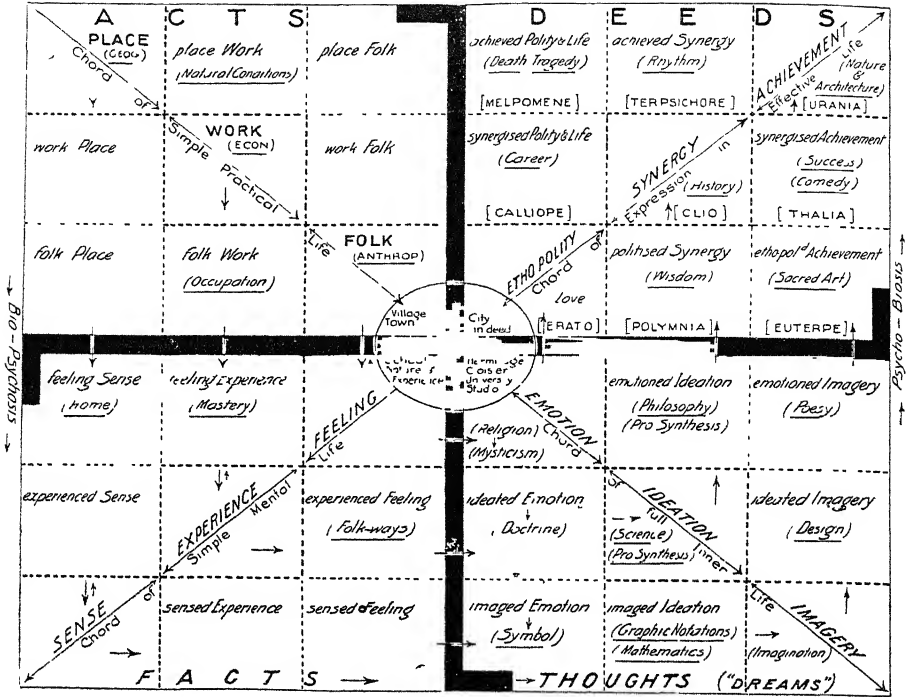 ACTS
DEEDS
PLACE
(GEOG)
Chord of
place Work
(Natural Conditions)
place Folk
achieved Polity & Life
(Death Tragedy)
[MELPOMENE]
achieved Synergy
(Rhythm)
[TERPSICHORE]
ACHIEVEMENT
Effective Life
(Nature
&
Architecture)
[URANIA]
work Place
WORK
(ECON)
Simple Practical
work Folk
synergised Polity & Life
(Career)
[CALLIOPE]
SYNERGY
Expression in
(History)
[CLIO]
synergised Achievement
(Success)
(Comedy)
[THALIA]
folk Place
folk Work
(Occupation)
FOLK
(ANTHROP)
Life
ETHO POLITY
Chord of
Love
[ERATO]
politised Synergy
(Wisdom)
[POLYMNIA]
ethopold Achievement
(Sacred Art)
[EUTERPE]
Bio-Psychosis
Psycho-Biosis
Village
Town
City
in deed
Studio
feeling Sense
(Home)
feeling Experience
(Mastery)
FEELING
Life
EMOTION
Chord
(Religion)
(Mysticism)
emotioned Ideation
(Philosophy)
(Pro Synthesis)
emotioned Imagery
(Poesy)
experienced Sense
EXPERIENCE
Simple Mental
experienced Feeling
(Folk-ways)
ideated Emotion
Doctrine)
IDEATION
of full Inner
(Science)
(Pro Synthesis)
ideated Imagery
(Design)
SENSE
Chord of
sensed Experience
sensed Feeling
imaged Emotion
(Symbol)
imaged Ideation
(Graphic Notations)
(Mathematics)
IMAGERY
Life
(Imagination)
FACTS
THOUGHTS ("DREAMS")